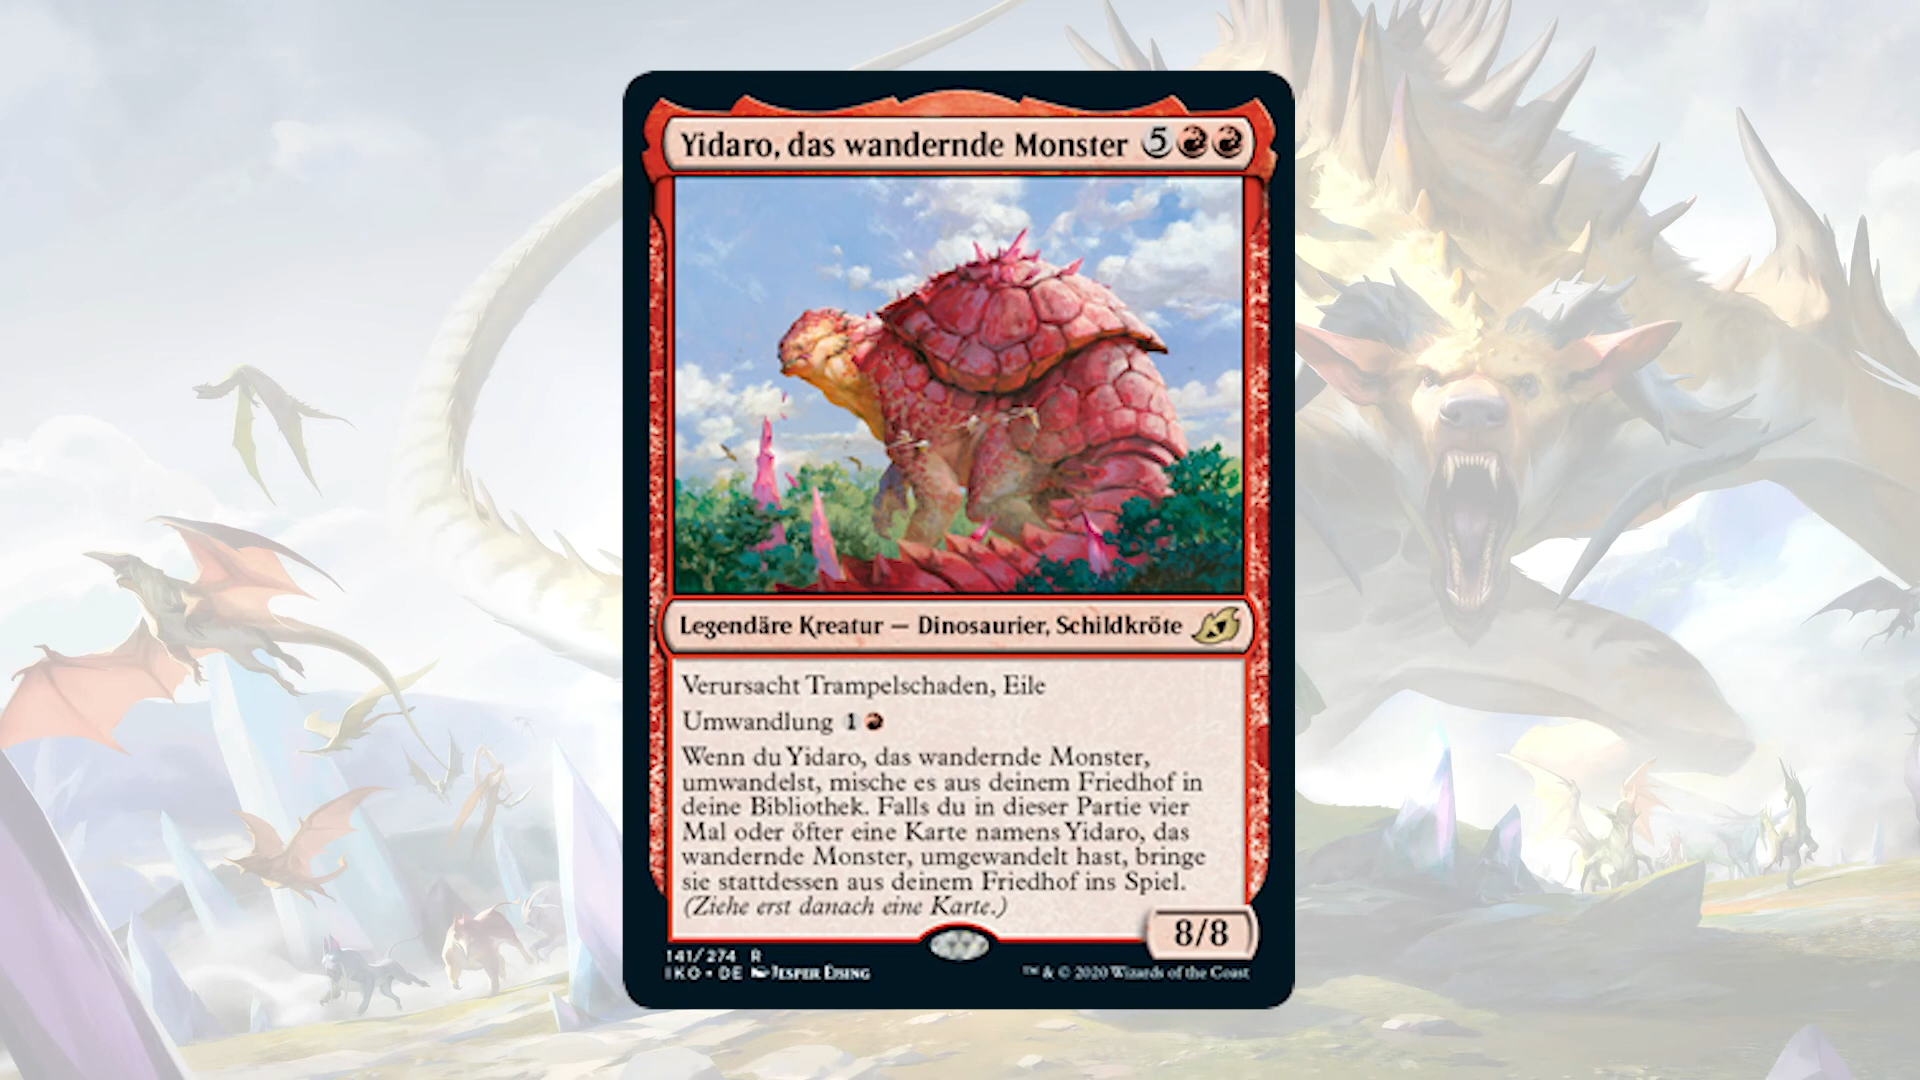 Yidaro, das wandernde Monster 5
Legendäre Kreatur — Dinosaurier, Schildkröte
Verursacht Trampelschaden, Eile
Umwandlung 1
Wenn du Yidaro, das wandernde Monster,
umwandelst, mische es aus deinem Friedhof in
deine Bibliothek. Falls du in dieser Partie vier
Mal oder öfter eine Karte namens Yidaro, das
wandernde Monster, umgewandelt hast, bringe
sie stattdessen aus deinem Friedhof ins Spiel.
(Ziehe erst danach eine Karte.)
8/8
141/274 R
IKO • DE Jesper Ejsing
™ & © 2020 Wizards of the Coast